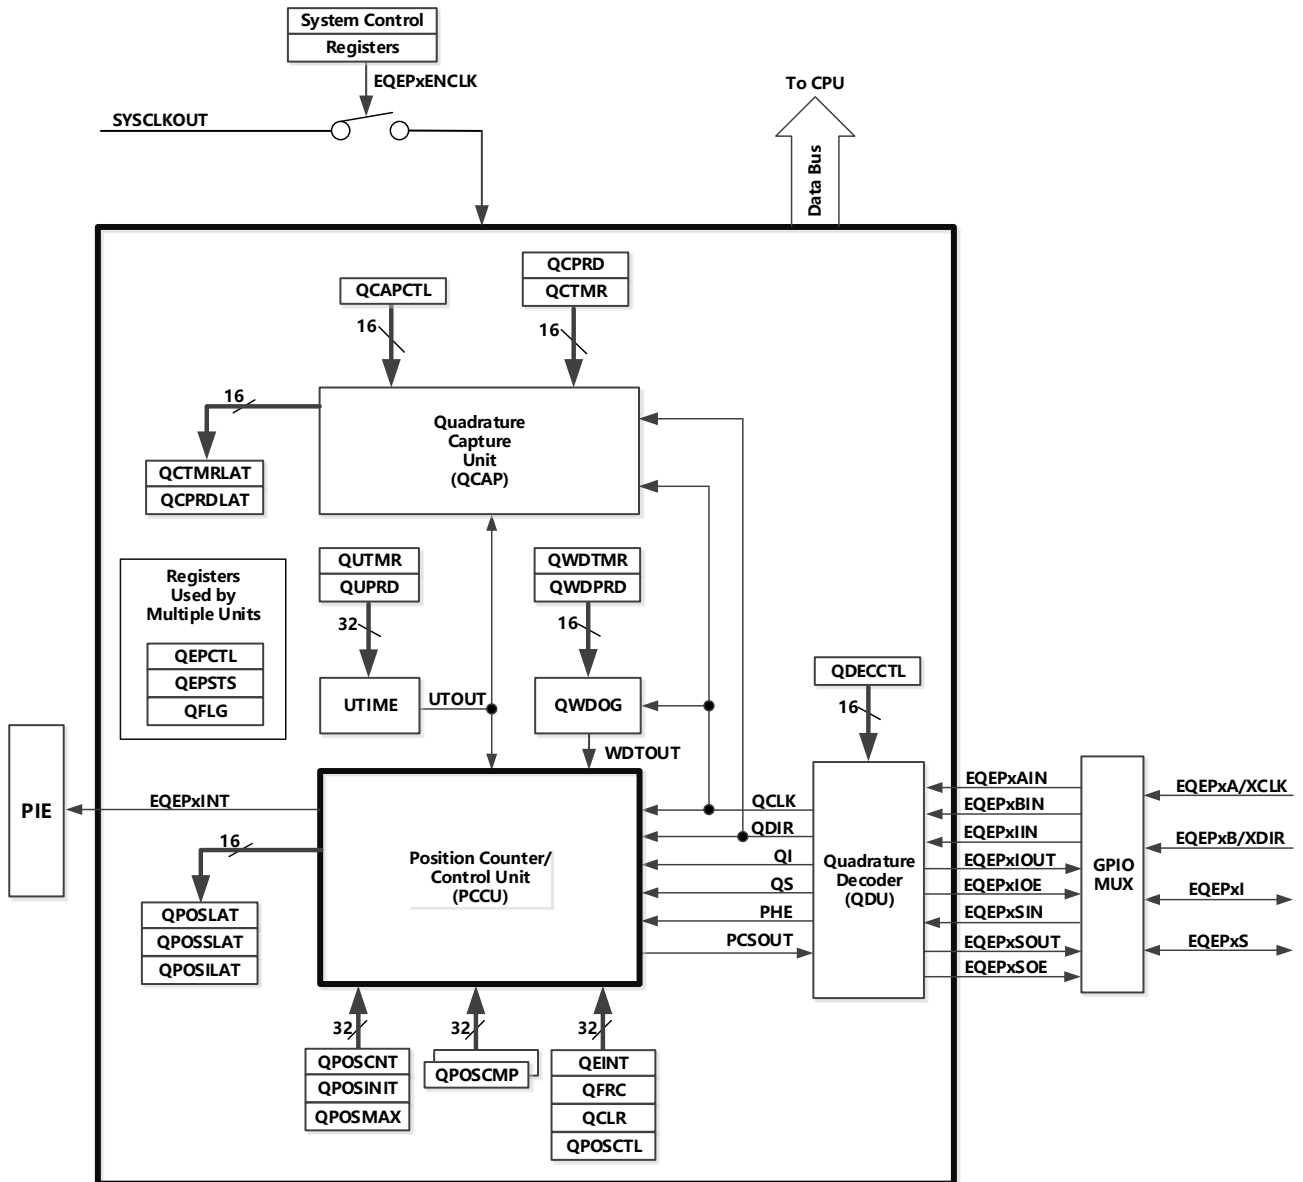 System Control
Registers
EQEPxENCLK
SYSCLKOUT
To CPU
Data Bus
QCPRD
QCTMR
QCAPCTL
16
16
16
Quadrature
Capture
Unit
(QCAP)
QCTMRLAT
QCPRDLAT
Registers
Used by
Multiple Units
QEPCTL
QEPSTS
QFLG
QUTMR
QUPRD
32
UTIME
UTOUT
QWDTMR
QWDPRD
16
QWDOG
WDTOUT
QDECCTL
16
PIE
EQEPxINT
16
QPOSLAT
QPOSSLAT
QPOSILAT
Position Counter/
Control Unit
(PCCU)
QCLK
QDIR
QI
QS
PHE
PCSOUT
Quadrature
Decoder
(QDU)
EQEPxAIN
EQEPxBIN
EQEPxIIN
EQEPxIOUT
EQEPxIOE
EQEPxSIN
EQEPxSOUT
EQEPxSOE
GPIO
MUX
EQEPxA/XCLK
EQEPxB/XDIR
EQEPxI
EQEPxS
32
32
32
QPOSCNT
QPOSINIT
QPOSMAX
QPOSCMP
QEINT
QFRC
QCLR
QPOSCTL